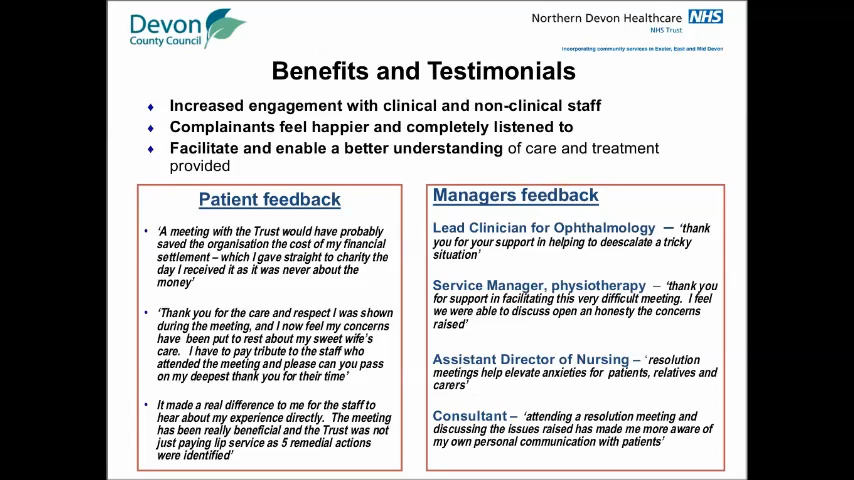 Devon
County Council
Northern Devon Healthcare NHS
NHS Trust
Incorporating community services in Exeter, East and Mid Devon
Benefits and Testimonials
♦ Increased engagement with clinical and non-clinical staff
♦ Complainants feel happier and completely listened to
♦ Facilitate and enable a better understanding of care and treatment
provided
Patient feedback
• ‘A meeting with the Trust would have probably
saved the organisation the cost of my financial
settlement – which I gave straight to charity the
day I received it as it was never about the
money’
• ‘Thank you for the care and respect I was shown
during the meeting, and I now feel my concerns
have been put to rest about my sweet wife’s
care. I have to pay tribute to the staff who
attended the meeting and please can you pass
on my deepest thank you for their time’
• It made a real difference to me for the staff to
hear about my experience directly. The meeting
has been really beneficial and the Trust was not
just paying lip service as 5 remedial actions
were identified’
Managers feedback
Lead Clinician for Ophthalmology – ‘thank
you for your support in helping to deescalate a tricky
situation’
Service Manager, physiotherapy – ‘thank you
for support in facilitating this very difficult meeting. I feel
we were able to discuss open an honesty the concerns
raised’
Assistant Director of Nursing – ‘resolution
meetings help elevate anxieties for patients, relatives and
carers’
Consultant – ‘attending a resolution meeting and
discussing the issues raised has made me more aware of
my own personal communication with patients’